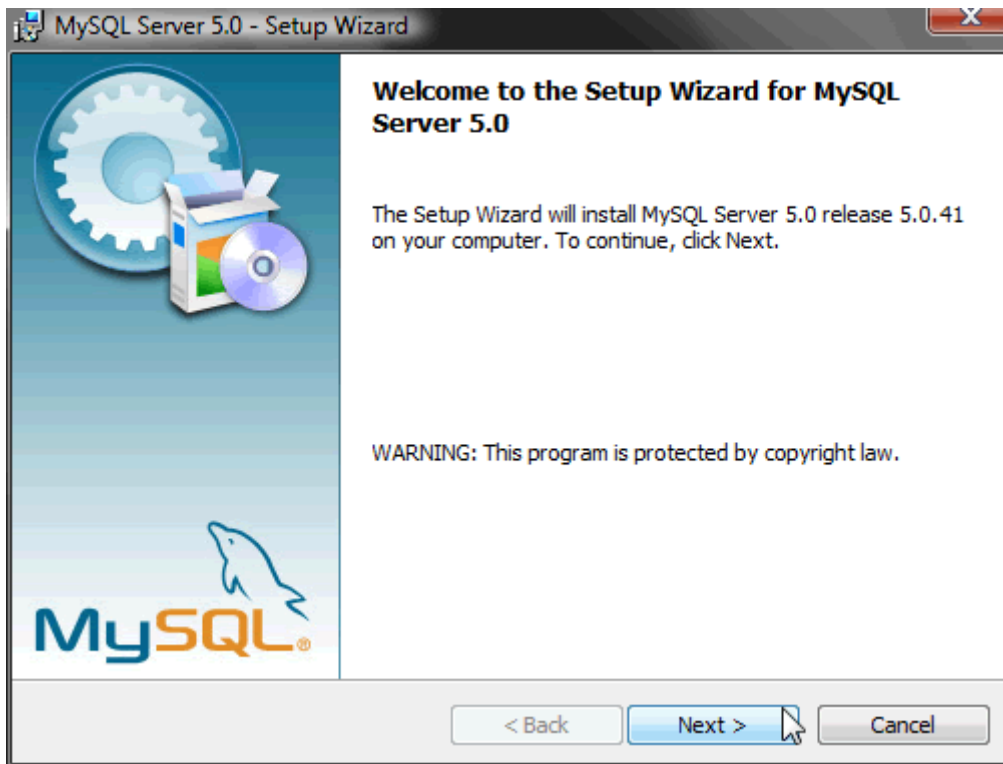 MySQL Server 5.0 - Setup Wizard
X
Welcome to the Setup Wizard for MySQL
Server 5.0
The Setup Wizard will install MySQL Server 5.0 release 5.0.41
on your computer. To continue, click Next.
WARNING: This program is protected by copyright law.
MySQL®
< Back Next > Cancel